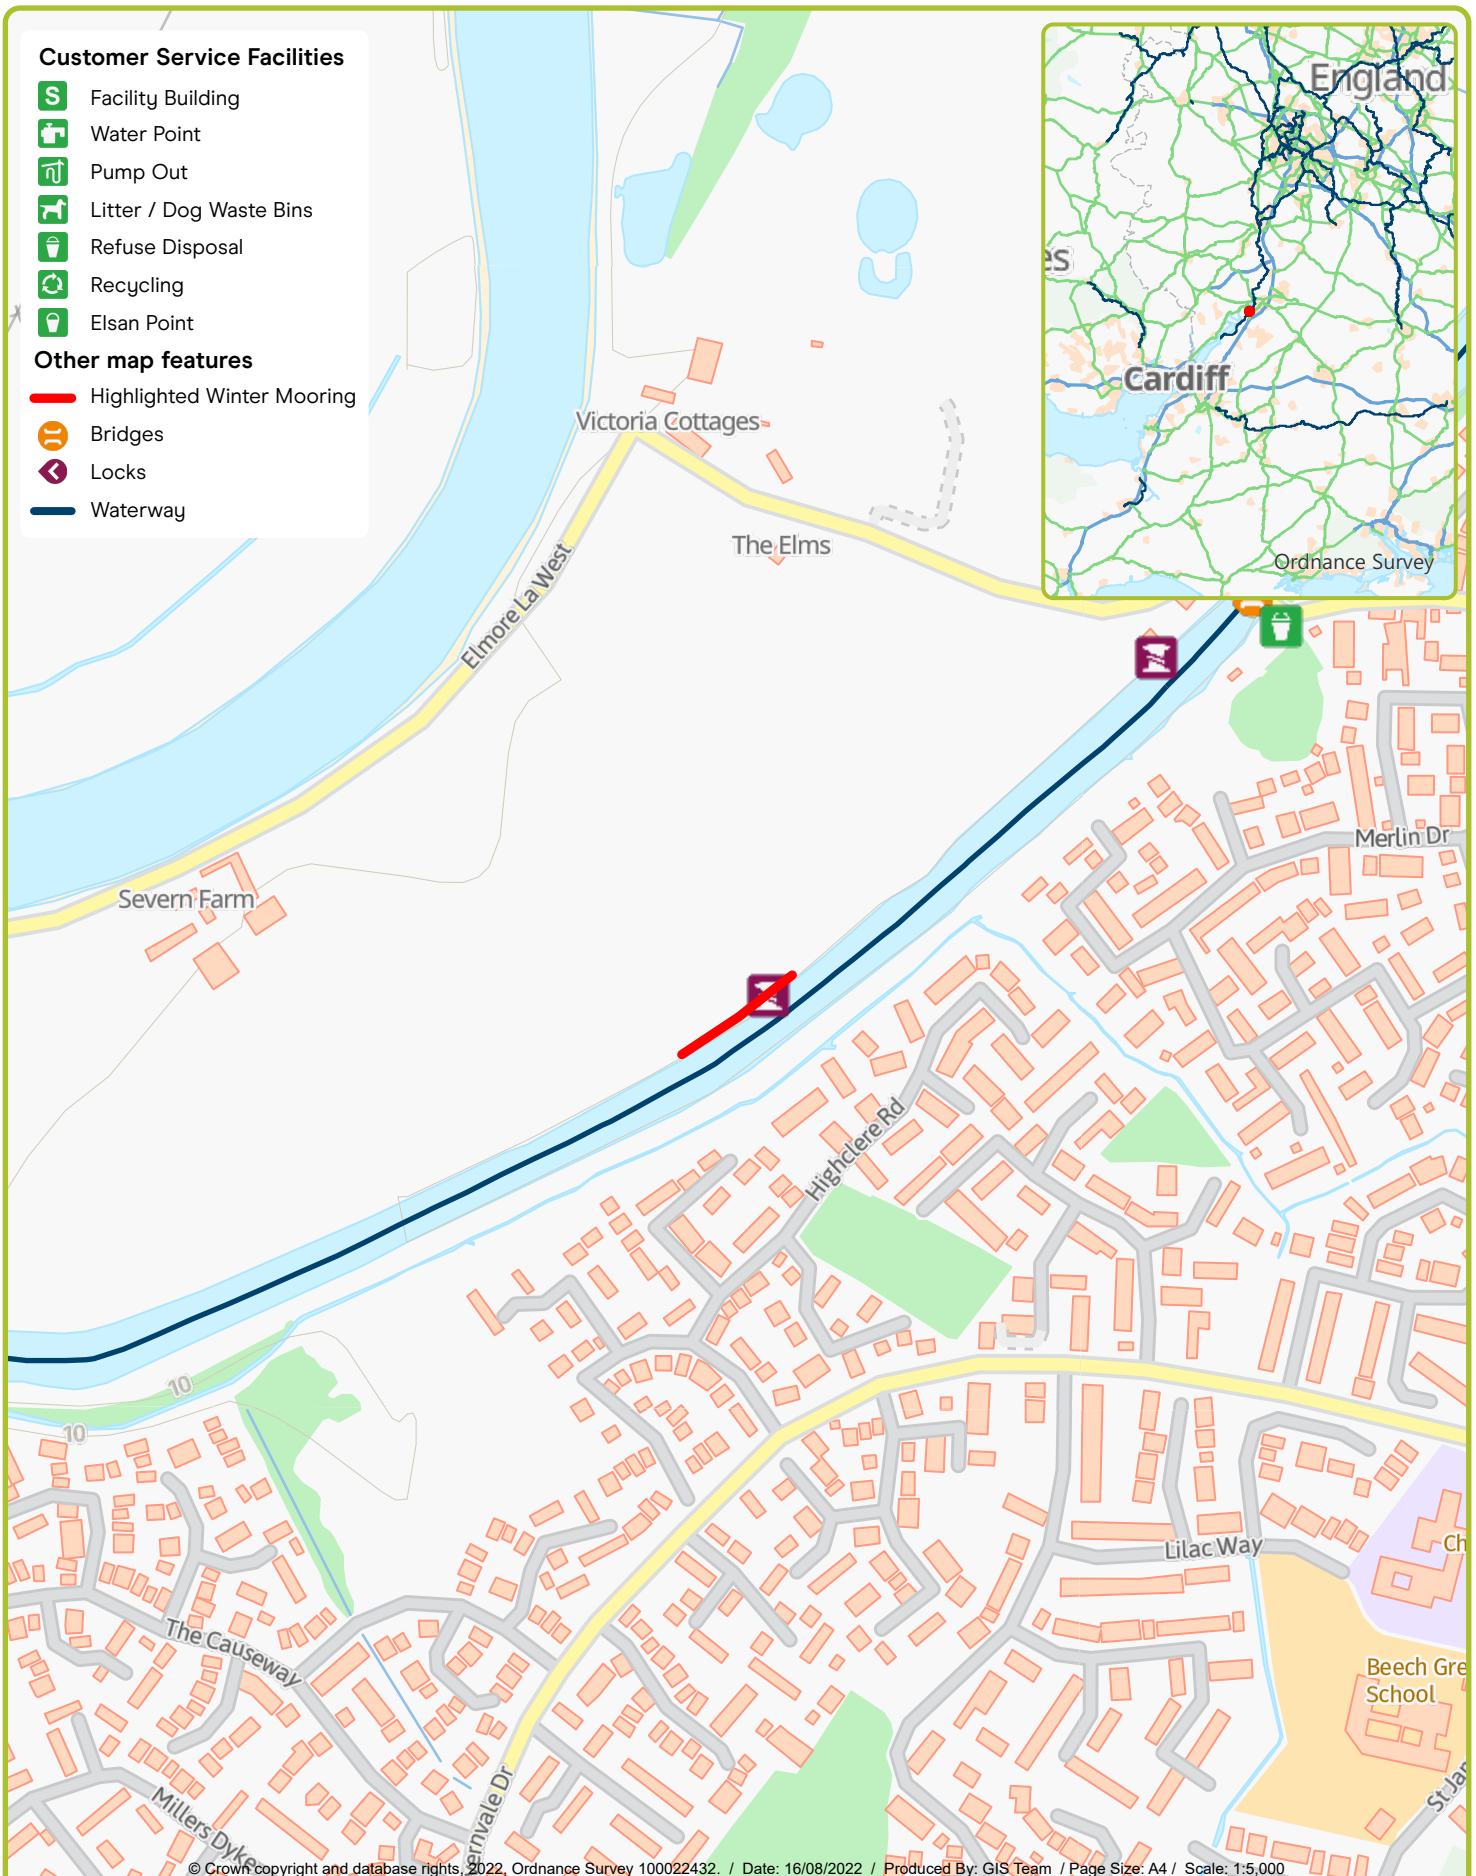 Customer Service Facilities
S
Facility Building
Water Point
Pump Out
Litter / Dog Waste Bins
Refuse Disposal
Recycling
Elsan Point
Other map features
Highlighted Winter Mooring
Bridges
Locks
Waterway
England
es
Cardiff
Ordnance Survey
Victoria Cottages
The Elms
Elmore La West
Severn Farm
Merlin Dr
Highclere Rd
10
10
Lilac Way
Ch
The Causeway
Beech Gre
School
St Jan
Millers Dyke
ernvale Dr
© Crown copyright and database rights, 2022, Ordnance Survey 100022432. / Date: 16/08/2022 / Produced By: GIS Team / Page Size: A4 / Scale: 1:5,000